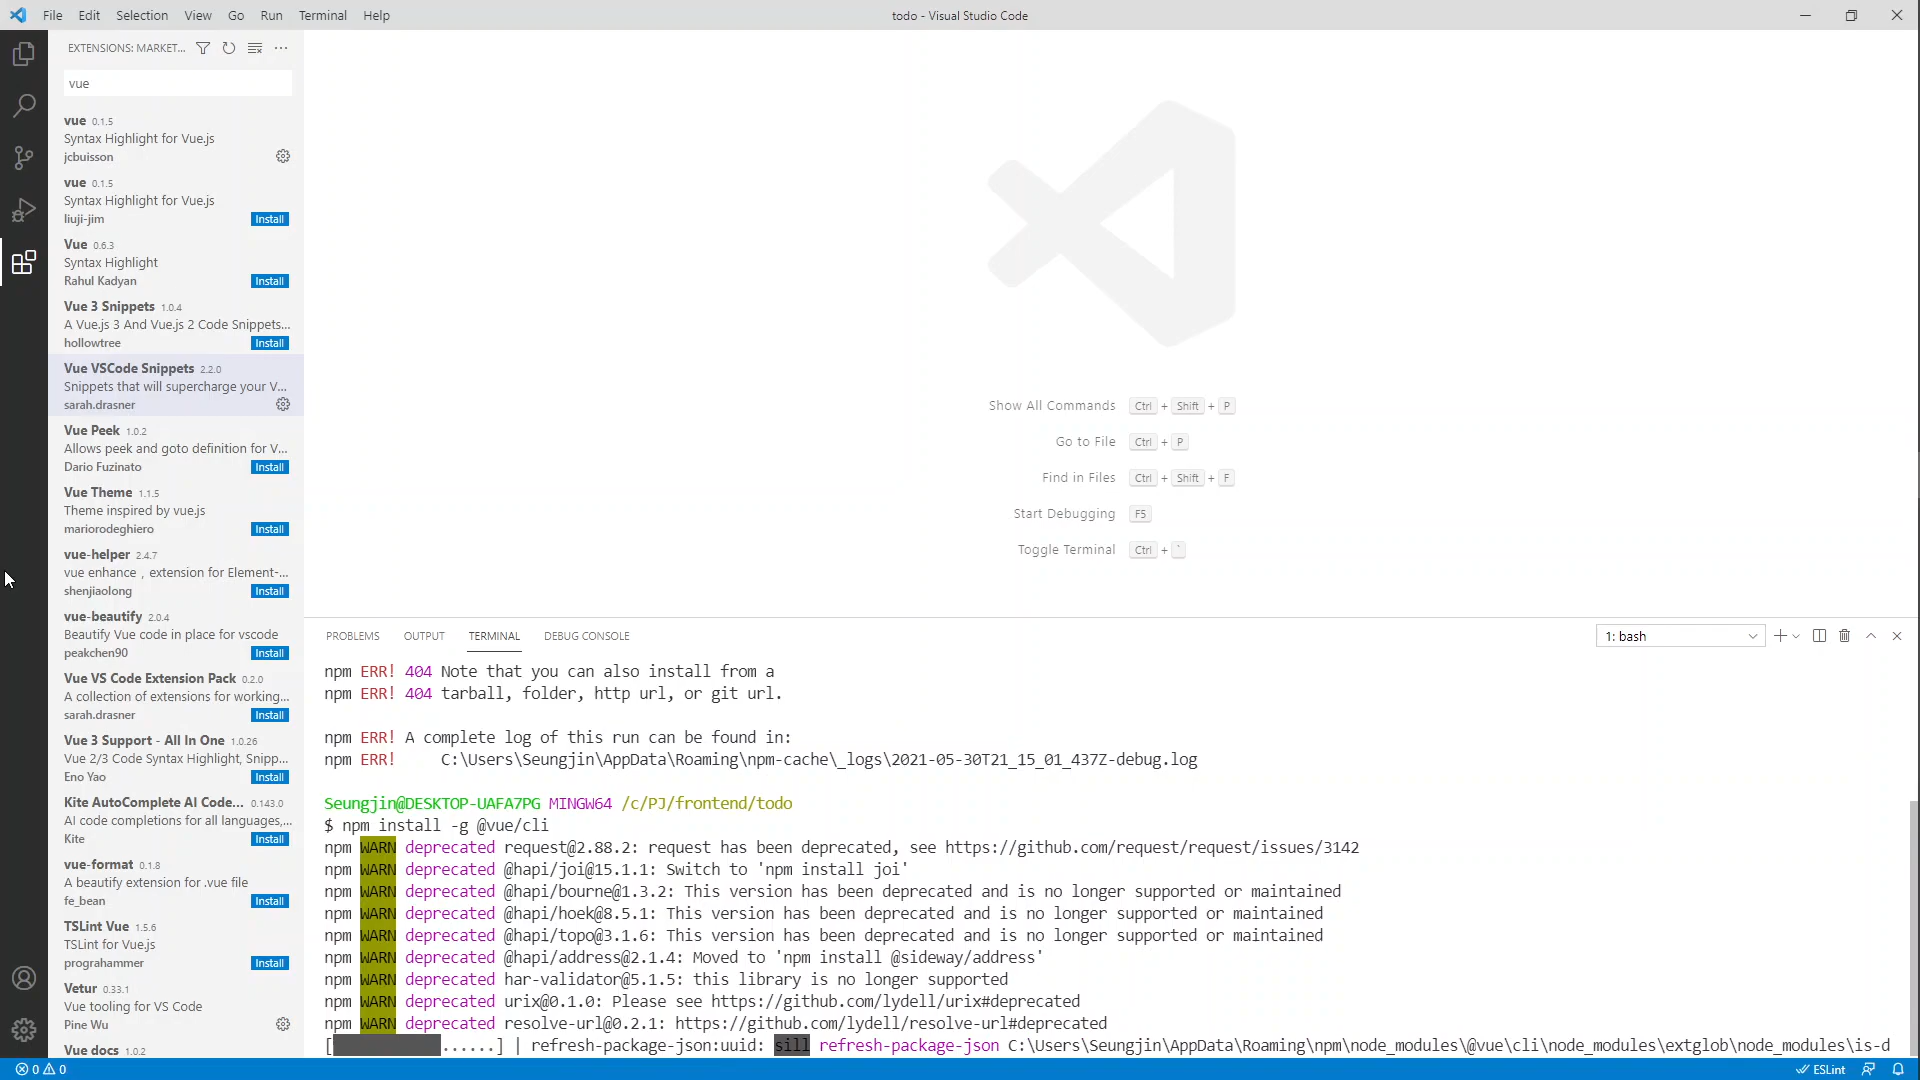 File Edit Selection View Go Run Terminal Help
todo - Visual Studio Code
EXTENSIONS: MARKET...
vue
vue 0.1.5
Syntax Highlight for Vue.js
jcbuisson
vue 0.1.5
Syntax Highlight for Vue.js
liuji-jim Install
Vue 0.6.3
Syntax Highlight
Rahul Kadyan Install
Vue 3 Snippets 1.0.4
A Vue.js 3 And Vue.js 2 Code Snippets...
hollowtree Install
Vue VSCode Snippets 2.2.0
Snippets that will supercharge your V...
sarah.drasner
Vue Peek 1.0.2
Allows peek and goto definition for V...
Dario Fuzinato Install
Vue Theme 1.1.5
Theme inspired by vue.js
mariorodeghiero Install
vue-helper 2.4.7
vue enhance，extension for Element-...
shenjiaolong Install
vue-beautify 2.0.4
Beautify Vue code in place for vscode
peakchen90 Install
Vue VS Code Extension Pack 0.2.0
A collection of extensions for working...
sarah.drasner Install
Vue 3 Support - All In One 1.0.26
Vue 2/3 Code Syntax Highlight, Snipp...
Eno Yao Install
Kite AutoComplete AI Code... 0.143.0
AI code completions for all languages,...
Kite Install
vue-format 0.1.8
A beautify extension for .vue file
fe_bean Install
TSLint Vue 1.5.6
TSLint for Vue.js
prograhammer Install
Vetur 0.33.1
Vue tooling for VS Code
Pine Wu
Vue docs 1.0.2
Show All Commands Ctrl + Shift + P
Go to File Ctrl + P
Find in Files Ctrl + Shift + F
Start Debugging F5
Toggle Terminal Ctrl + `
PROBLEMS OUTPUT TERMINAL DEBUG CONSOLE
1: bash
npm ERR! 404 Note that you can also install from a
npm ERR! 404 tarball, folder, http url, or git url.
npm ERR! A complete log of this run can be found in:
npm ERR!     C:\Users\Seungjin\AppData\Roaming\npm-cache\_logs\2021-05-30T21_15_01_437Z-debug.log
Seungjin@DESKTOP-UAFA7PG MINGW64 /c/PJ/frontend/todo
$ npm install -g @vue/cli
npm WARN deprecated request@2.88.2: request has been deprecated, see https://github.com/request/request/issues/3142
npm WARN deprecated @hapi/joi@15.1.1: Switch to 'npm install joi'
npm WARN deprecated @hapi/bourne@1.3.2: This version has been deprecated and is no longer supported or maintained
npm WARN deprecated @hapi/hoek@8.5.1: This version has been deprecated and is no longer supported or maintained
npm WARN deprecated @hapi/topo@3.1.6: This version has been deprecated and is no longer supported or maintained
npm WARN deprecated @hapi/address@2.1.4: Moved to 'npm install @sideway/address'
npm WARN deprecated har-validator@5.1.5: this library is no longer supported
npm WARN deprecated urix@0.1.0: Please see https://github.com/lydell/urix#deprecated
npm WARN deprecated resolve-url@0.2.1: https://github.com/lydell/resolve-url#deprecated
[            ......] | refresh-package-json:uuid: sill refresh-package-json C:\Users\Seungjin\AppData\Roaming\npm\node_modules\@vue\cli\node_modules\extglob\node_modules\is-d
0 0
ESLint